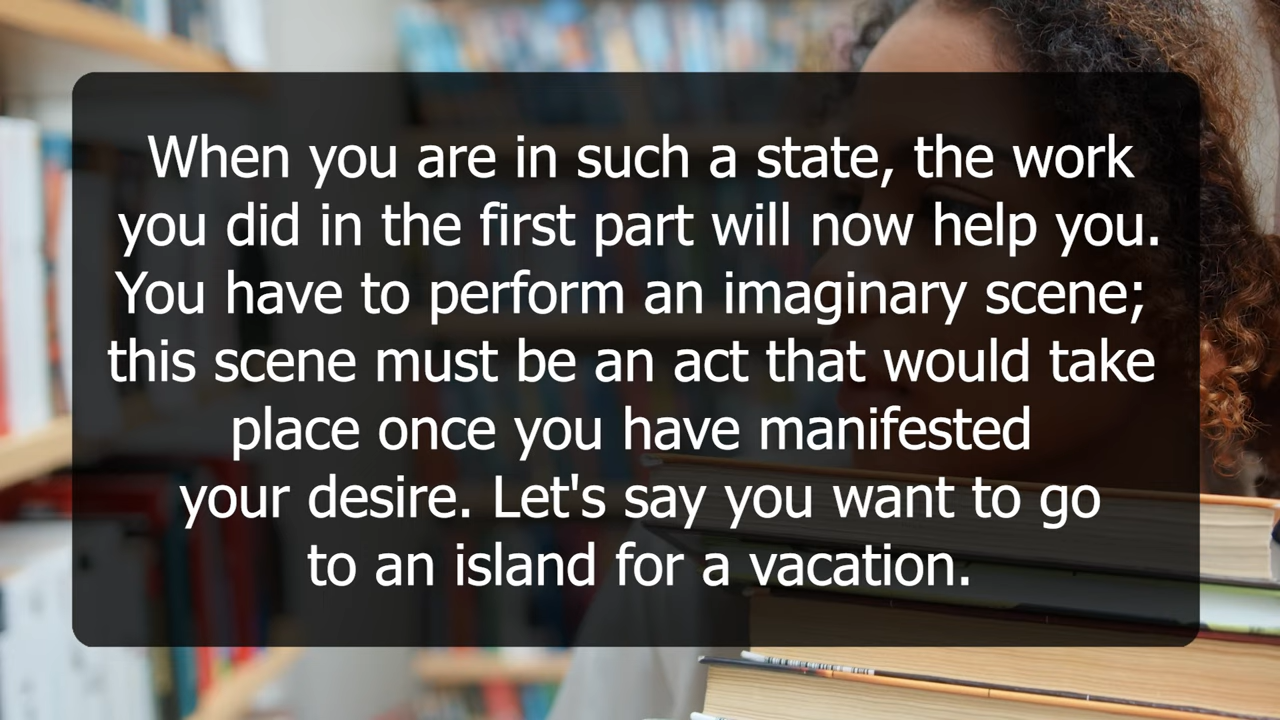 When you are in such a state, the work
you did in the first part will now help you.
You have to perform an imaginary scene;
this scene must be an act that would take
place once you have manifested
your desire. Let's say you want to go
to an island for a vacation.